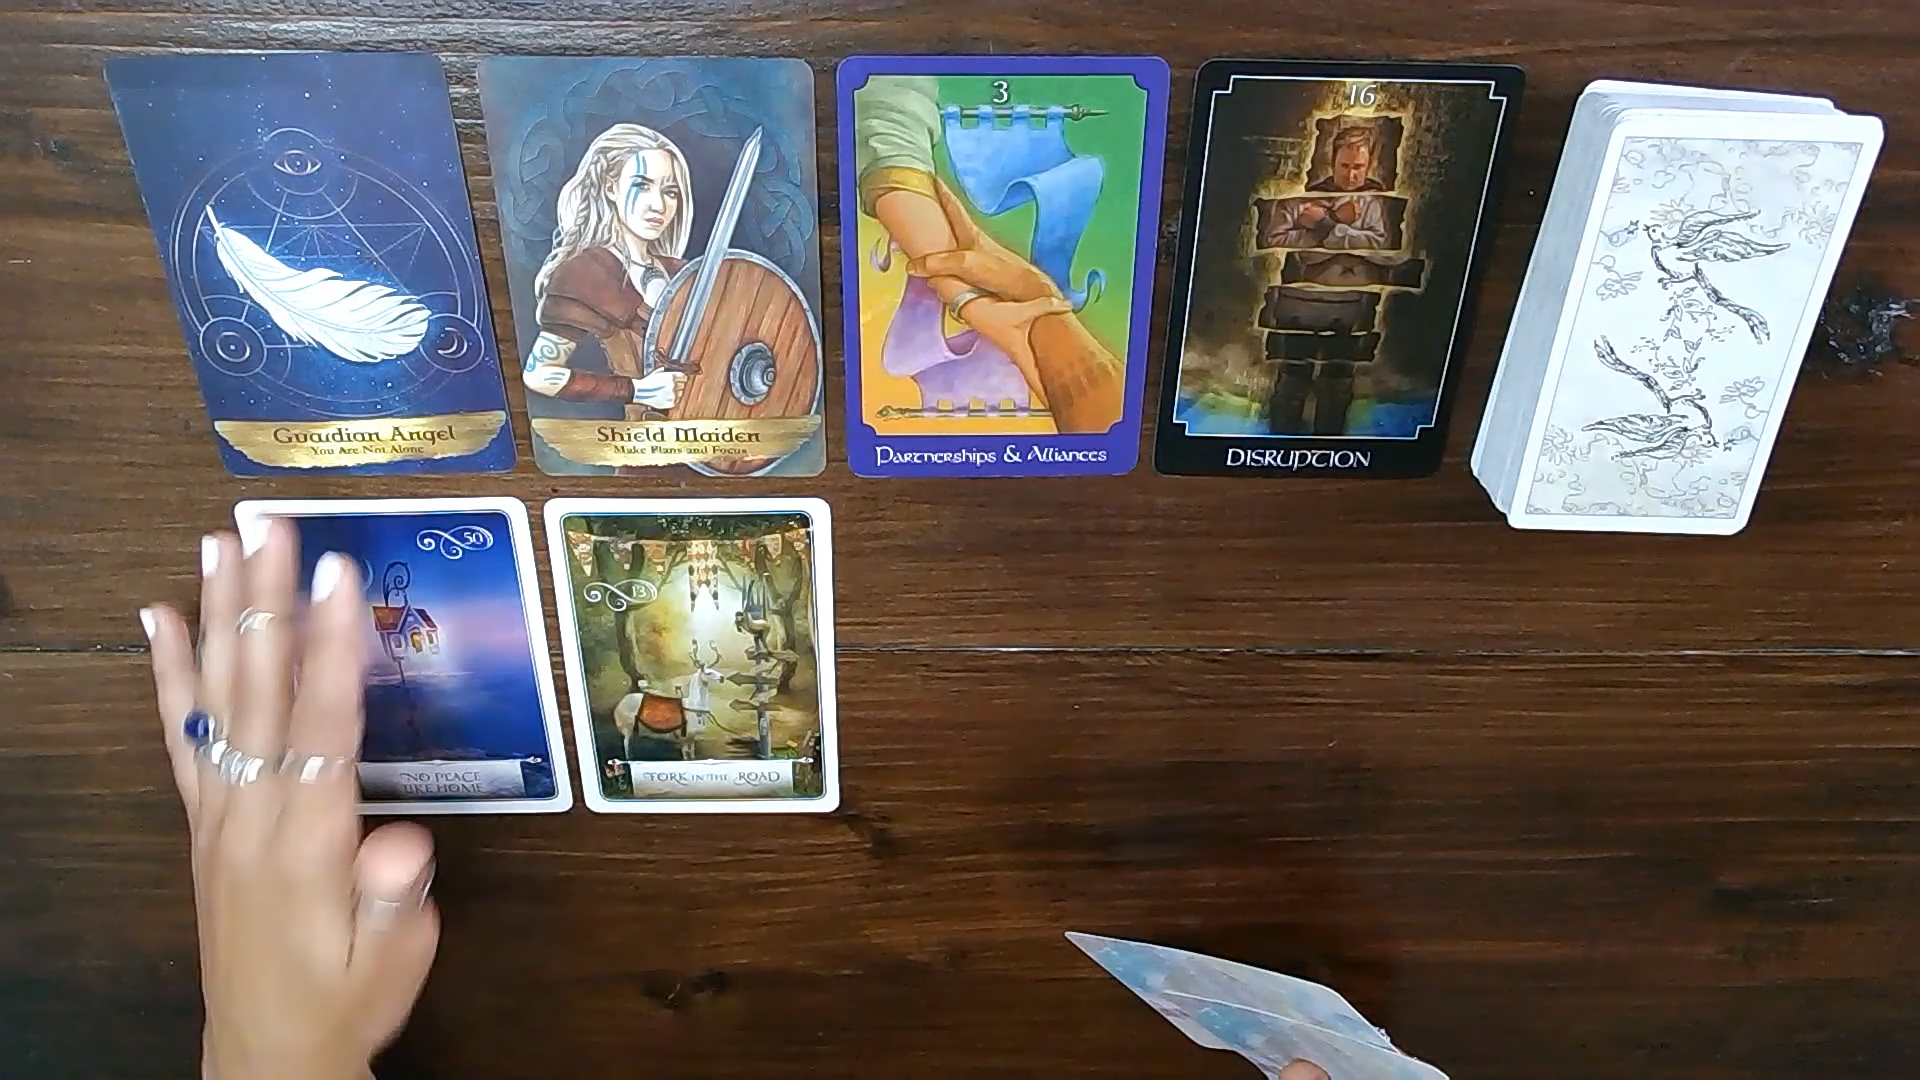 Guardian Angel
You Are Not Alone
Shield Maiden
Make Plans and Focus
3
Partnerships & Alliances
16
DISRUPTION
50
NO PLACE
LIKE HOME
13
FORK IN THE ROAD